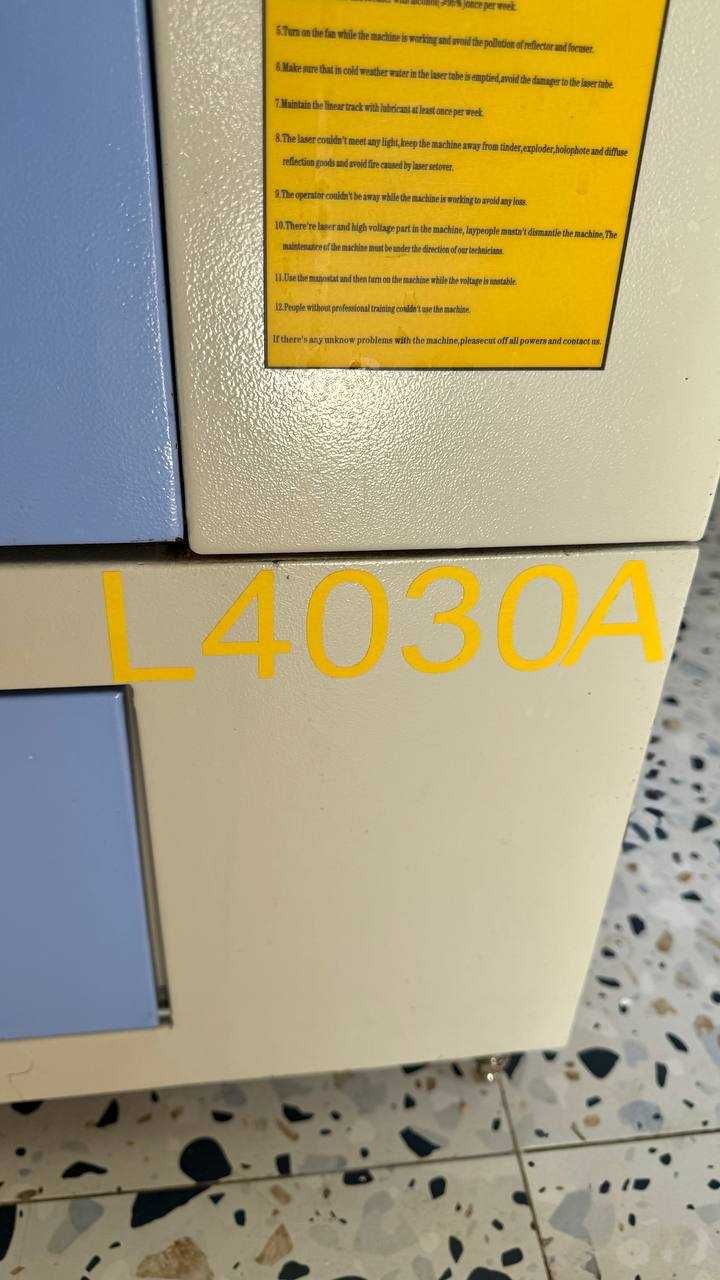 with alcohol( ≥95% )once per week.
5.Turn on the fan while the machine is working and avoid the pollution of reflector and focuser.
6.Make sure that in cold weather water in the laser tube is emptied,avoid the damager to the laser tube.
7.Maintain the linear track with lubricant at least once per week.
8.The laser couldn't meet any light,keep the machine away from tinder,exploder,holophote and diffuse
reflection goods and avoid fire caused by laser setover.
9.The operator couldn't be away while the machine is working to avoid any loss.
10.There're laser and high voltage part in the machine, laypeople mustn't dismantle the machine,The
maintenance of the machine must be under the direction of our technicians.
11.Use the manostat and then turn on the machine while the voltage is unstable.
12.People without professional training couldn't use the machine.
If there's any unknow problems with the machine,pleasecut off all powers and contact us.
L4030A